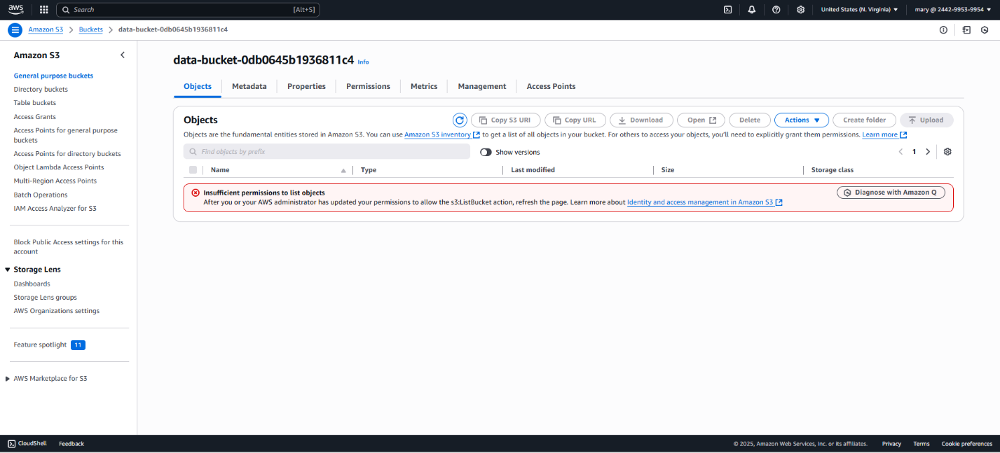 aws
Search
[Alt+S]
United States (N. Virginia)
mary @ 2442-9953-9954
Amazon S3
Buckets
data-bucket-0db0645b1936811c4
Amazon S3
General purpose buckets
Directory buckets
Table buckets
Access Grants
Access Points for general purpose
buckets
Access Points for directory buckets
Object Lambda Access Points
Multi-Region Access Points
Batch Operations
IAM Access Analyzer for S3
Block Public Access settings for this
account
Storage Lens
Dashboards
Storage Lens groups
AWS Organizations settings
Feature spotlight 11
AWS Marketplace for S3
data-bucket-0db0645b1936811c4 Info
Objects
Metadata
Properties
Permissions
Metrics
Management
Access Points
Objects
Copy S3 URI
Copy URL
Download
Open
Delete
Actions
Create folder
Upload
Objects are the fundamental entities stored in Amazon S3. You can use Amazon S3 inventory to get a list of all objects in your bucket. For others to access your objects, you'll need to explicitly grant them permissions. Learn more
Find objects by prefix
Show versions
1
Name
Type
Last modified
Size
Storage class
Insufficient permissions to list objects
After you or your AWS administrator has updated your permissions to allow the s3:ListBucket action, refresh the page. Learn more about Identity and access management in Amazon S3
Diagnose with Amazon Q
CloudShell
Feedback
© 2025, Amazon Web Services, Inc. or its affiliates.
Privacy
Terms
Cookie preferences